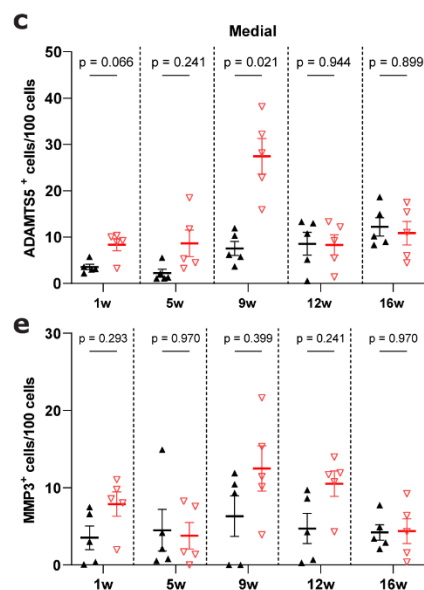 c
Medial
p = 0.066 p = 0.241 p = 0.021 p = 0.944 p = 0.899
ADAMTS5 + cells/100 cells
50
40
30
20
10
0
1w 5w 9w 12w 16w
e
p = 0.293 p = 0.970 p = 0.399 p = 0.241 p = 0.970
MMP3+ cells/100 cells
30
20
10
0
1w 5w 9w 12w 16w